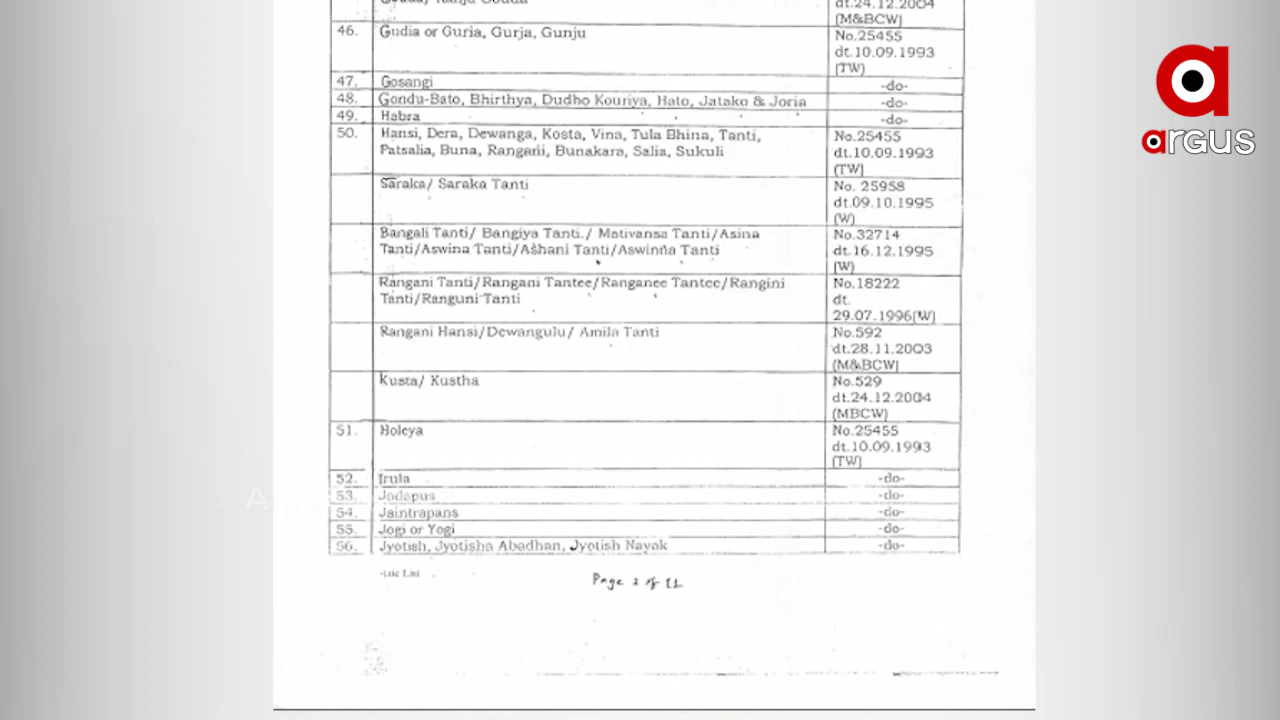 dt.24.12.2004
(M&BCW)
46. Gudia or Guria, Gurja, Gunju No.25455
dt.10.09.1993
(TW)
47. Gosangi -do-
48. Gondu-Bato, Bhirthya, Dudho Kouriya, Hato, Jatako & Joria -do-
49. Habra -do-
50. Hansi, Dera, Dewanga, Kosta, Vina, Tula Bhina, Tanti, No.25455
Patsalia, Buna, Rangani, Bunakara, Salia, Sukuli dt.10.09.1993
(TW)
Saraka/ Saraka Tanti No. 25958
dt.09.10.1995
(W)
Bangali Tanti/ Bangiya Tanti./ Mativansa Tanti/Asina No.32714
Tanti/Aswina Tanti/Ashani Tanti/Aswinna Tanti dt.16.12.1995
(W)
Rangani Tanti/Rangani Tantee/Ranganee Tantee/Rangini No.18222
Tanti/Ranguni Tanti dt.
29.07.1996(W)
Rangani Hansi/Dewangulu/ Amila Tanti No.592
dt.28.11.2003
(M&BCW)
Kusta/ Kustha No.529
dt.24.12.2004
(MBCW)
51. Holeya No.25455
dt.10.09.1993
(TW)
52. Irula -do-
53. Jadapus -do-
54. Jaintrapans -do-
55. Jogi or Yogi -do-
56. Jyotish, Jyotisha Abadhan, Jyotish Nayak -do-
Page 2 of 11
argus